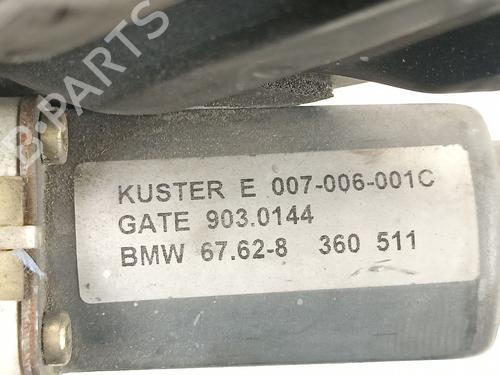 B-PARTS
KUSTER E 007-006-001C
GATE 903.0144
BMW 67.62-8 360 511